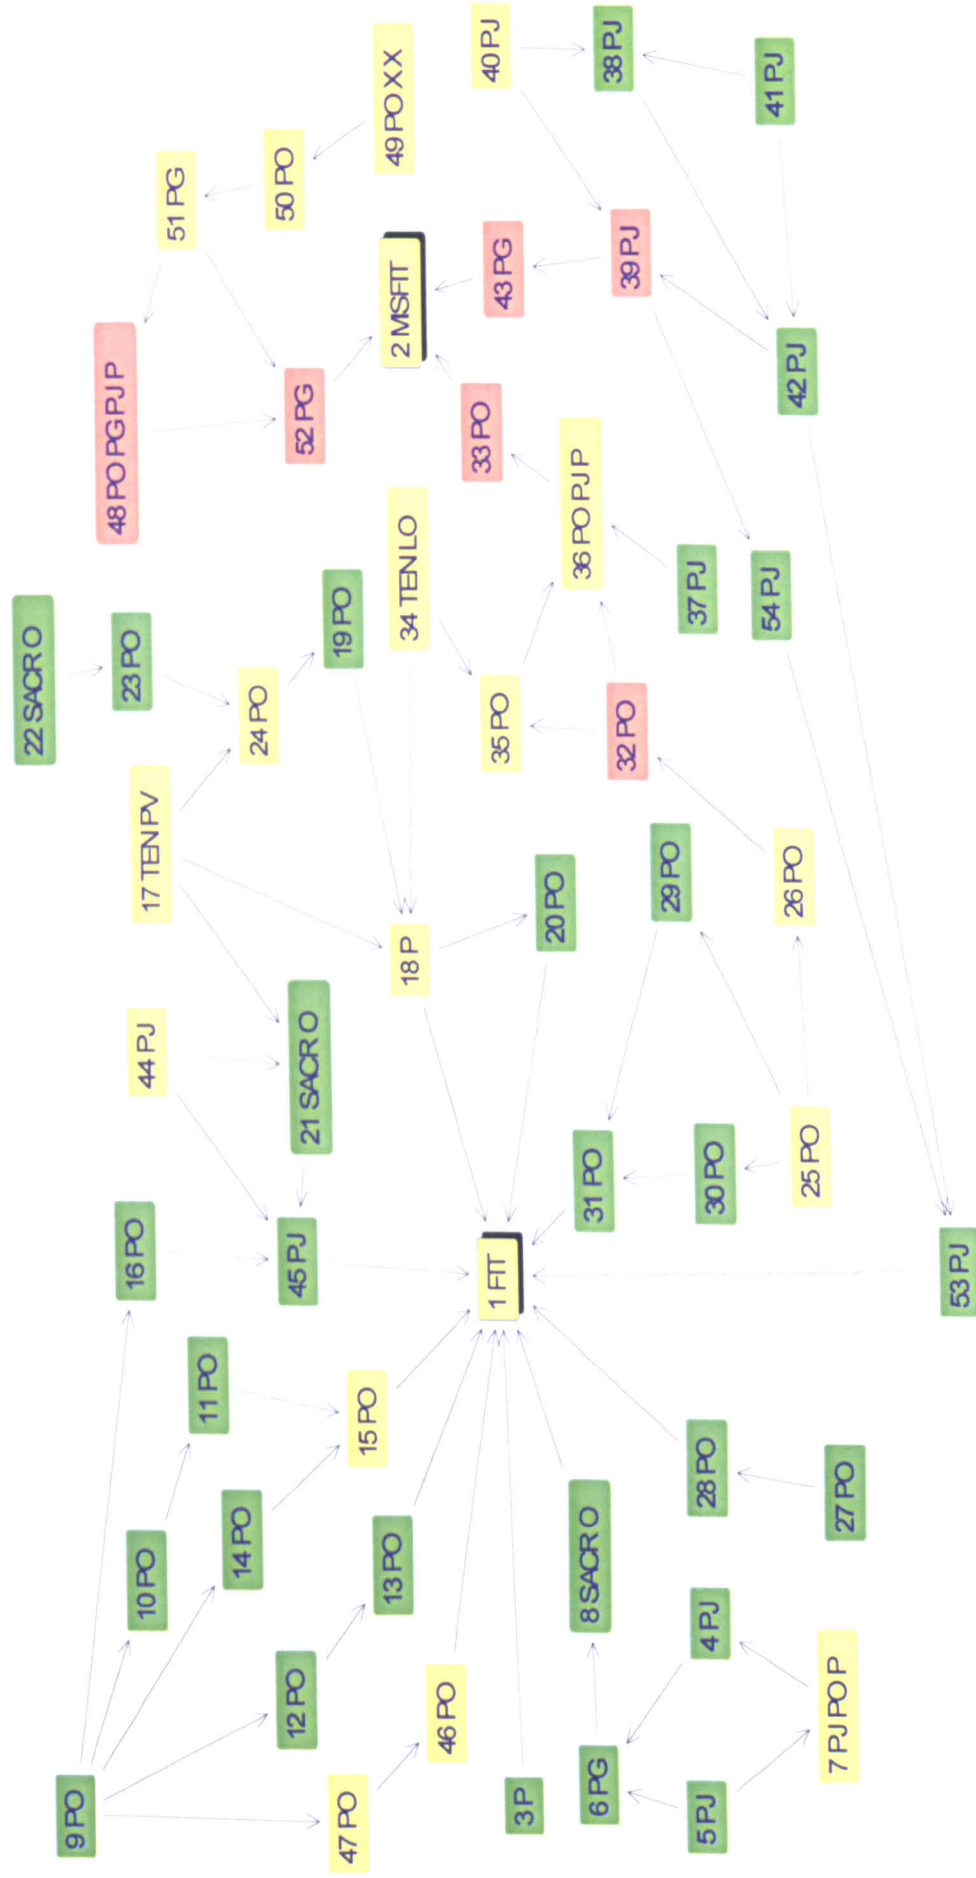 9 PO
16 PO
10 PO
11 PO
14 PO
12 PO
13 PO
15 PO
47 PO
46 PO
45 PJ
44 PJ
21 SACR O
17 TEN PV
22 SACR O
23 PO
24 PO
19 PO
18 P
34 TEN LO
20 PO
48 PO PG PJ P
51 PG
50 PO
49 PO X X
52 PG
2 MISFIT
43 PG
33 PO
39 PJ
40 PJ
38 PJ
41 PJ
42 PJ
36 PO PJ P
35 PO
37 PJ
32 PO
54 PJ
29 PO
26 PO
25 PO
30 PO
31 PO
1 FIT
53 PJ
3 P
8 SACR O
6 PG
4 PJ
5 PJ
7 PJ PO P
28 PO
27 PO